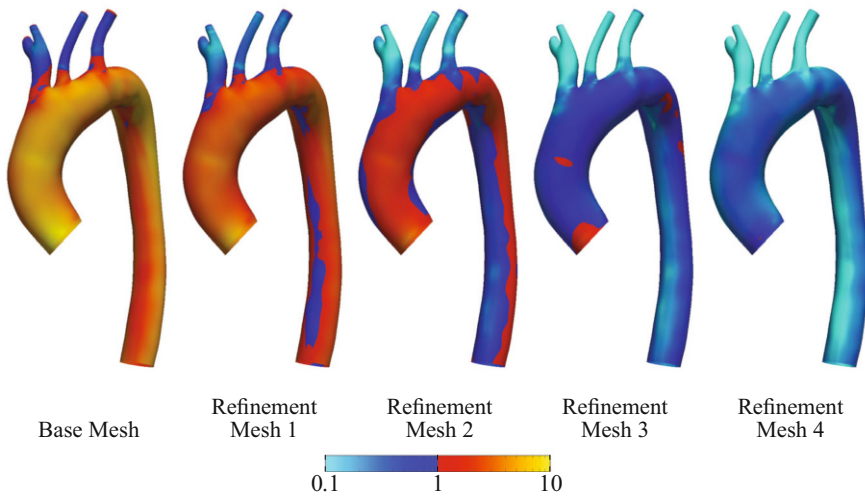 Base Mesh
Refinement
Mesh 1
Refinement
Mesh 2
Refinement
Mesh 3
Refinement
Mesh 4
0.1 1 10